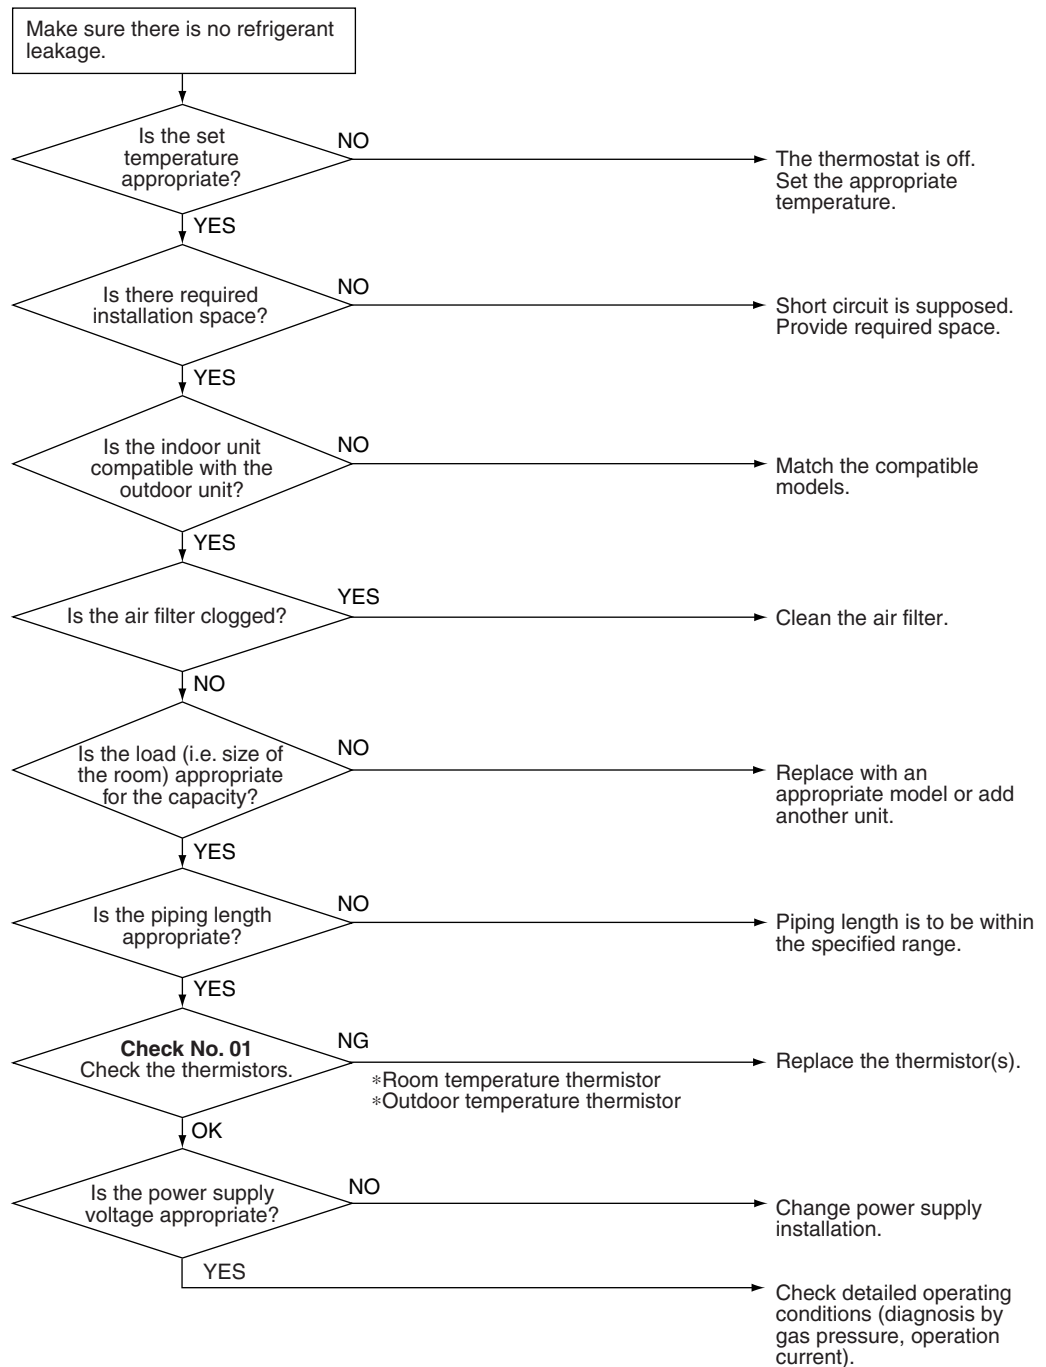 Make sure there is no refrigerant
leakage.
Is the set
temperature
appropriate?
NO
The thermostat is off.
Set the appropriate
temperature.
YES
Is there required
installation space?
NO
Short circuit is supposed.
Provide required space.
YES
Is the indoor unit
compatible with the
outdoor unit?
NO
Match the compatible
models.
YES
Is the air filter clogged?
YES
Clean the air filter.
NO
Is the load (i.e. size of
the room) appropriate
for the capacity?
NO
Replace with an
appropriate model or add
another unit.
YES
Is the piping length
appropriate?
NO
Piping length is to be within
the specified range.
YES
Check No. 01
Check the thermistors.
NG
*Room temperature thermistor
*Outdoor temperature thermistor
Replace the thermistor(s).
OK
Is the power supply
voltage appropriate?
NO
Change power supply
installation.
YES
Check detailed operating
conditions (diagnosis by
gas pressure, operation
current).